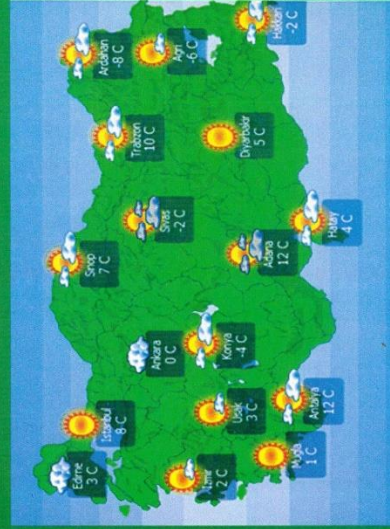 Edirne
3 C
İstanbul
8 C
Sinop
7 C
Trabzon
10 C
Ardahan
-8 C
Ağrı
-6 C
Hakkari
-2 C
Ankara
0 C
Sivas
-2 C
Diyarbakır
5 C
İzmir
2 C
Uşak
3 C
Konya
-4 C
Adana
12 C
Hatay
4 C
Muğla
1 C
Antalya
12 C